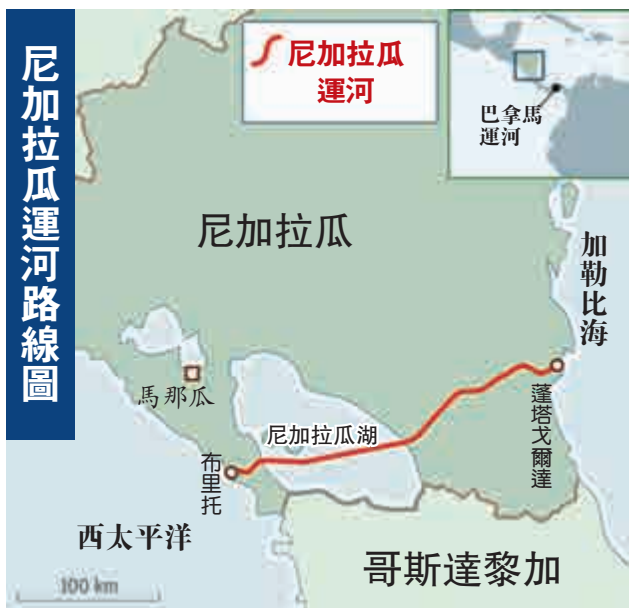 尼加拉瓜運河路線圖
尼加拉瓜
運河
巴拿馬
運河
尼加拉瓜
加勒比海
馬那瓜
尼加拉瓜湖
蓬塔戈爾達
布里托
西太平洋
哥斯達黎加
100 km